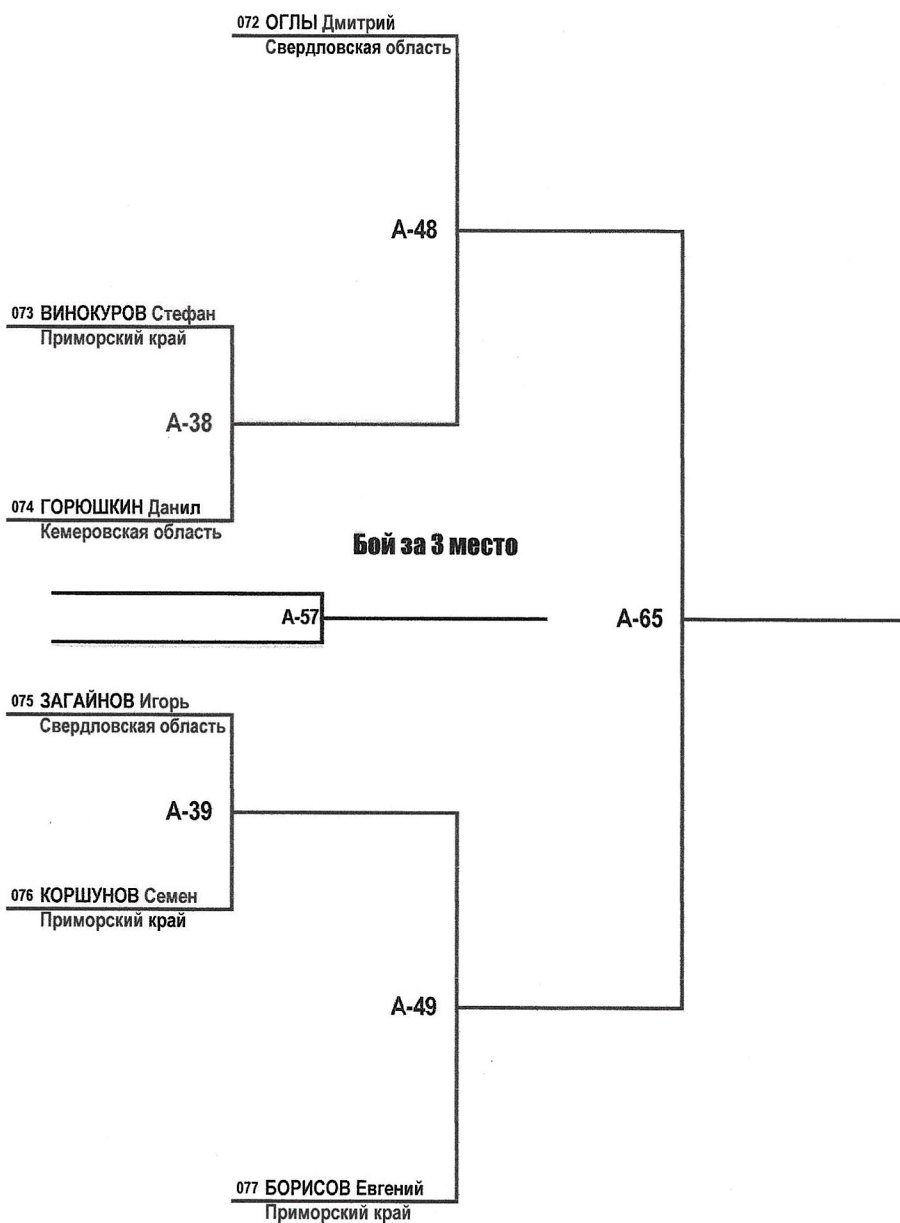 072 ОГЛЫ Дмитрий
Свердловская область
А-48
073 ВИНОКУРОВ Стефан
Приморский край
А-38
074 ГОРЮШКИН Данил
Кемеровская область
Бой за 3 место
А-57
А-65
075 ЗАГАЙНОВ Игорь
Свердловская область
А-39
076 КОРШУНОВ Семен
Приморский край
А-49
077 БОРИСОВ Евгений
Приморский край